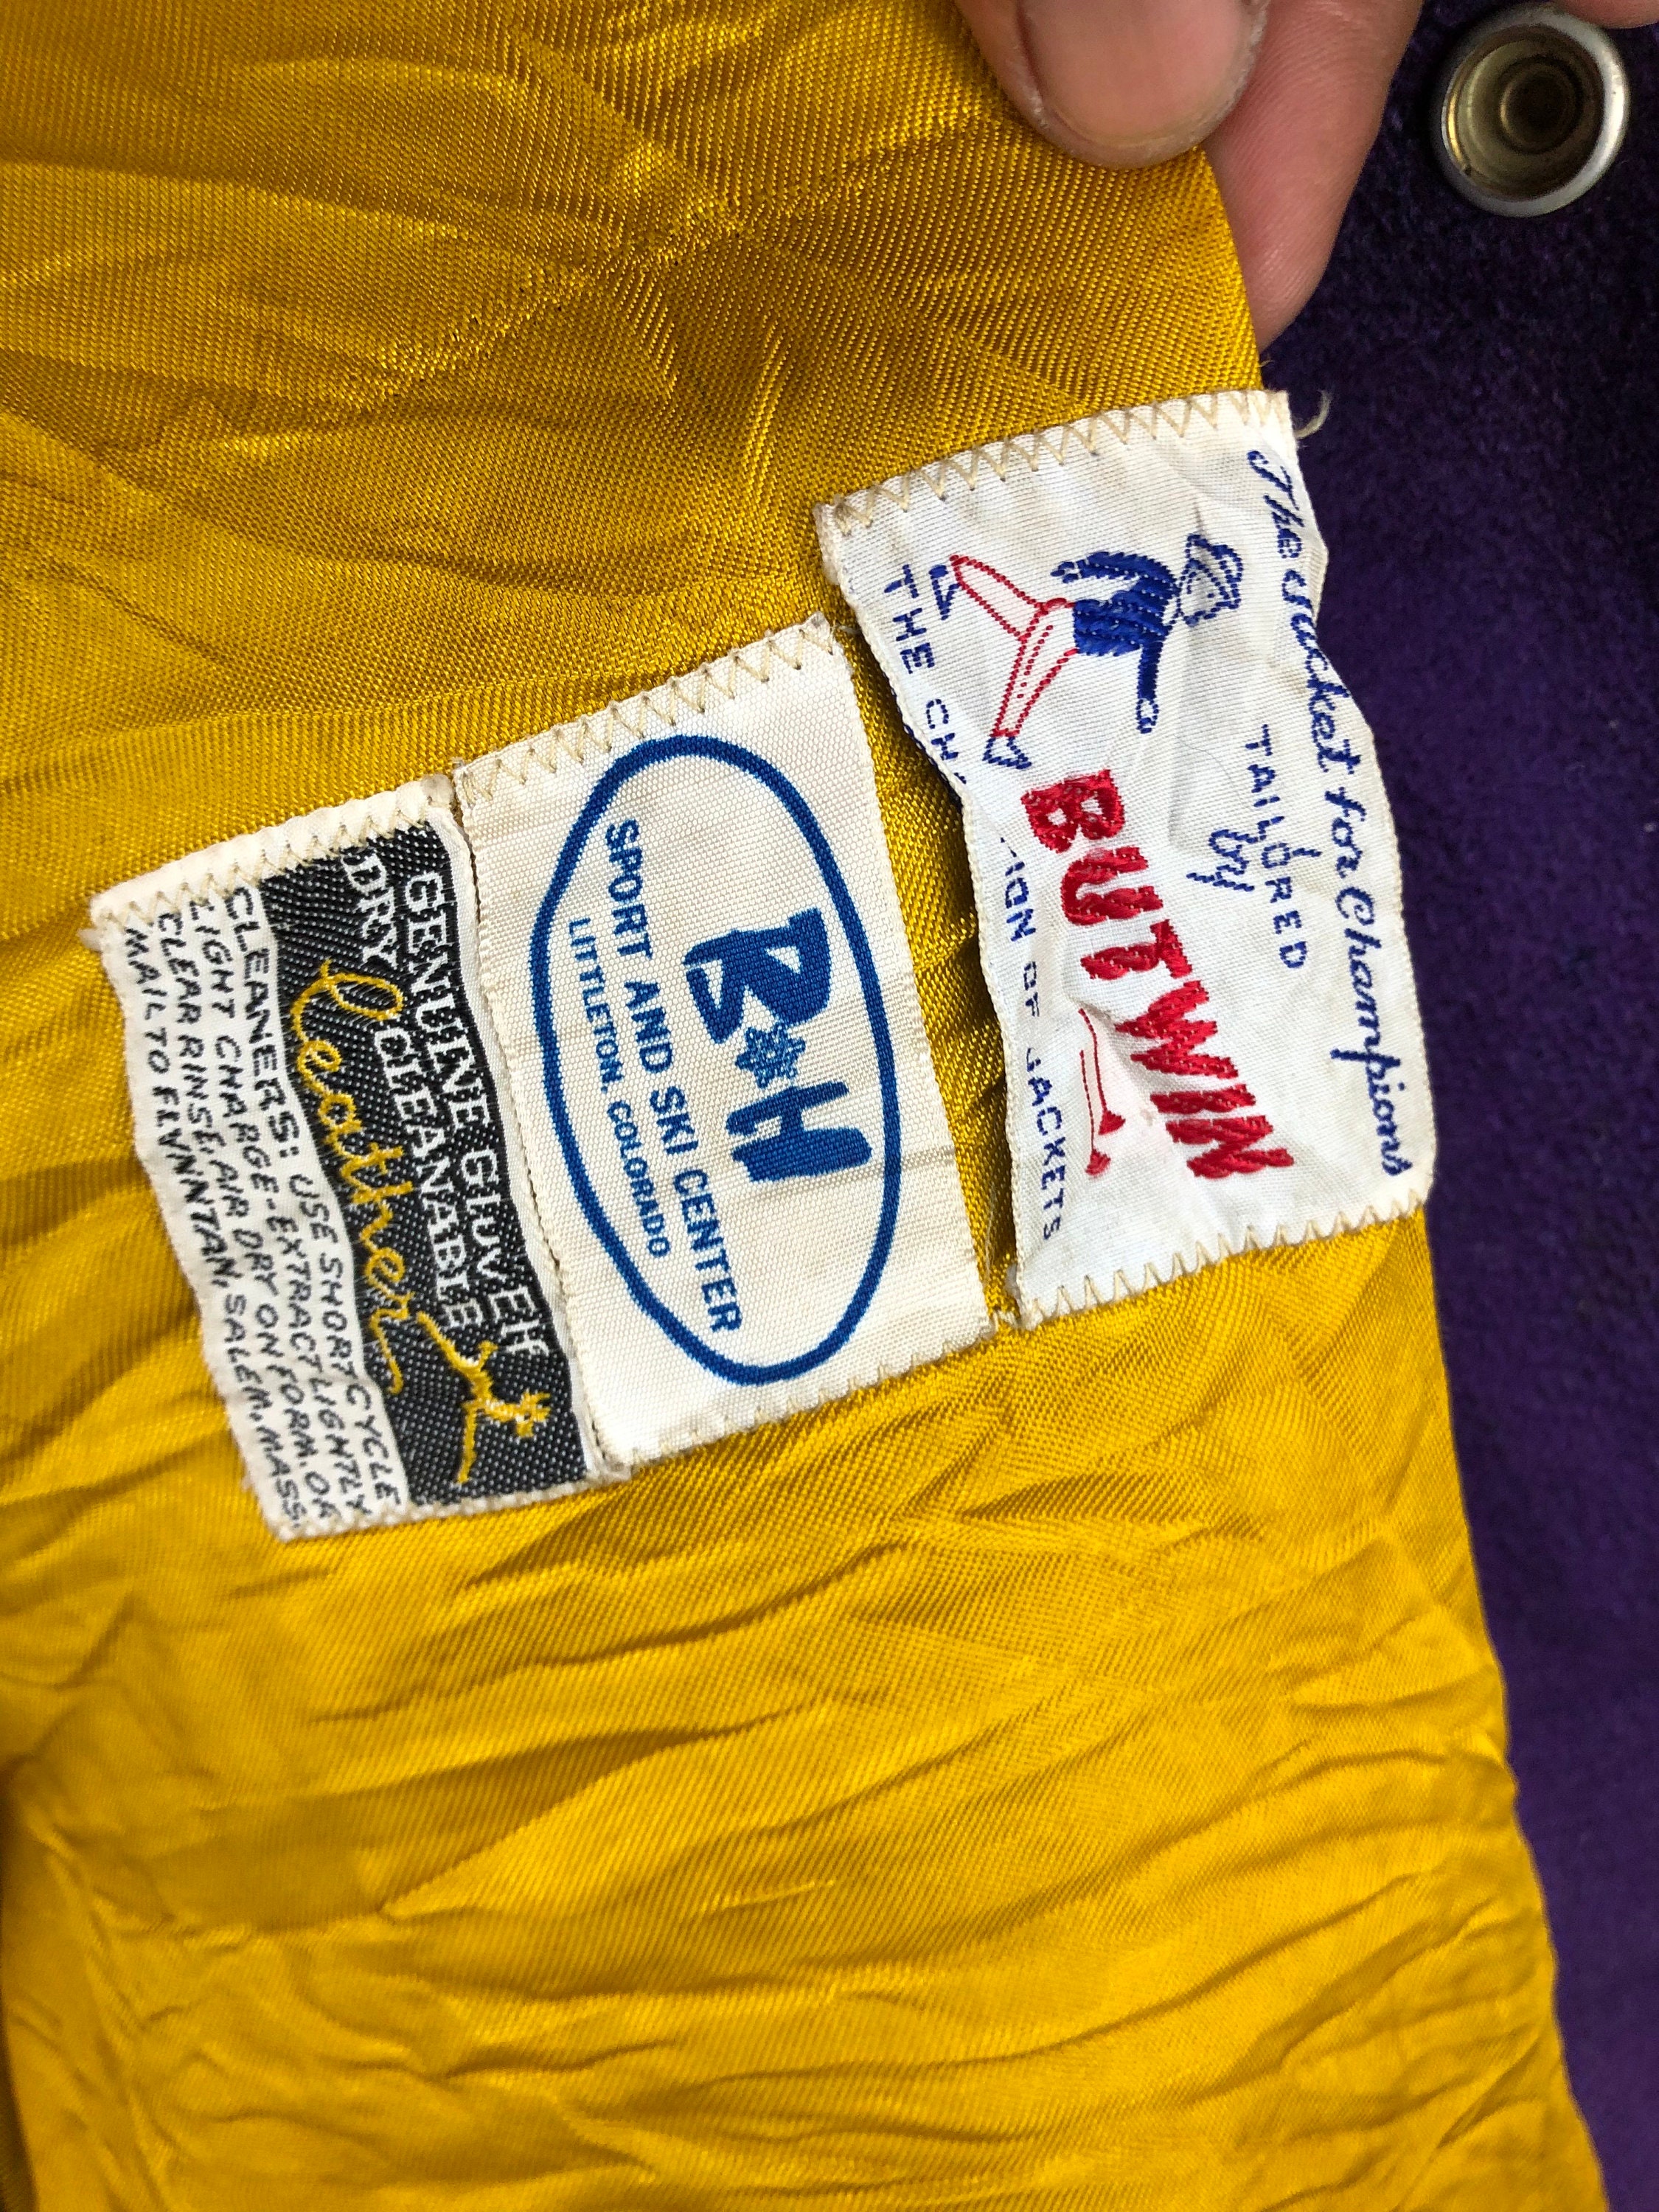 The Jacket for Champions
TAILORED
by
BUTWIN
THE OF JACKETS
B H
SPORT AND SKI CENTER
LITTLETON, COLORADO
GENUINE GLOVER
DRY CLEANABLE
Leather
CLEANERS: USE SHORT CYCLE
LIGHT CHARGE-EXTRACT LIGHTLY
CLEAR RINSE, AIR DRY ON FORM. OR
MAIL TO FLYNNTAN, SALEM, MASS.